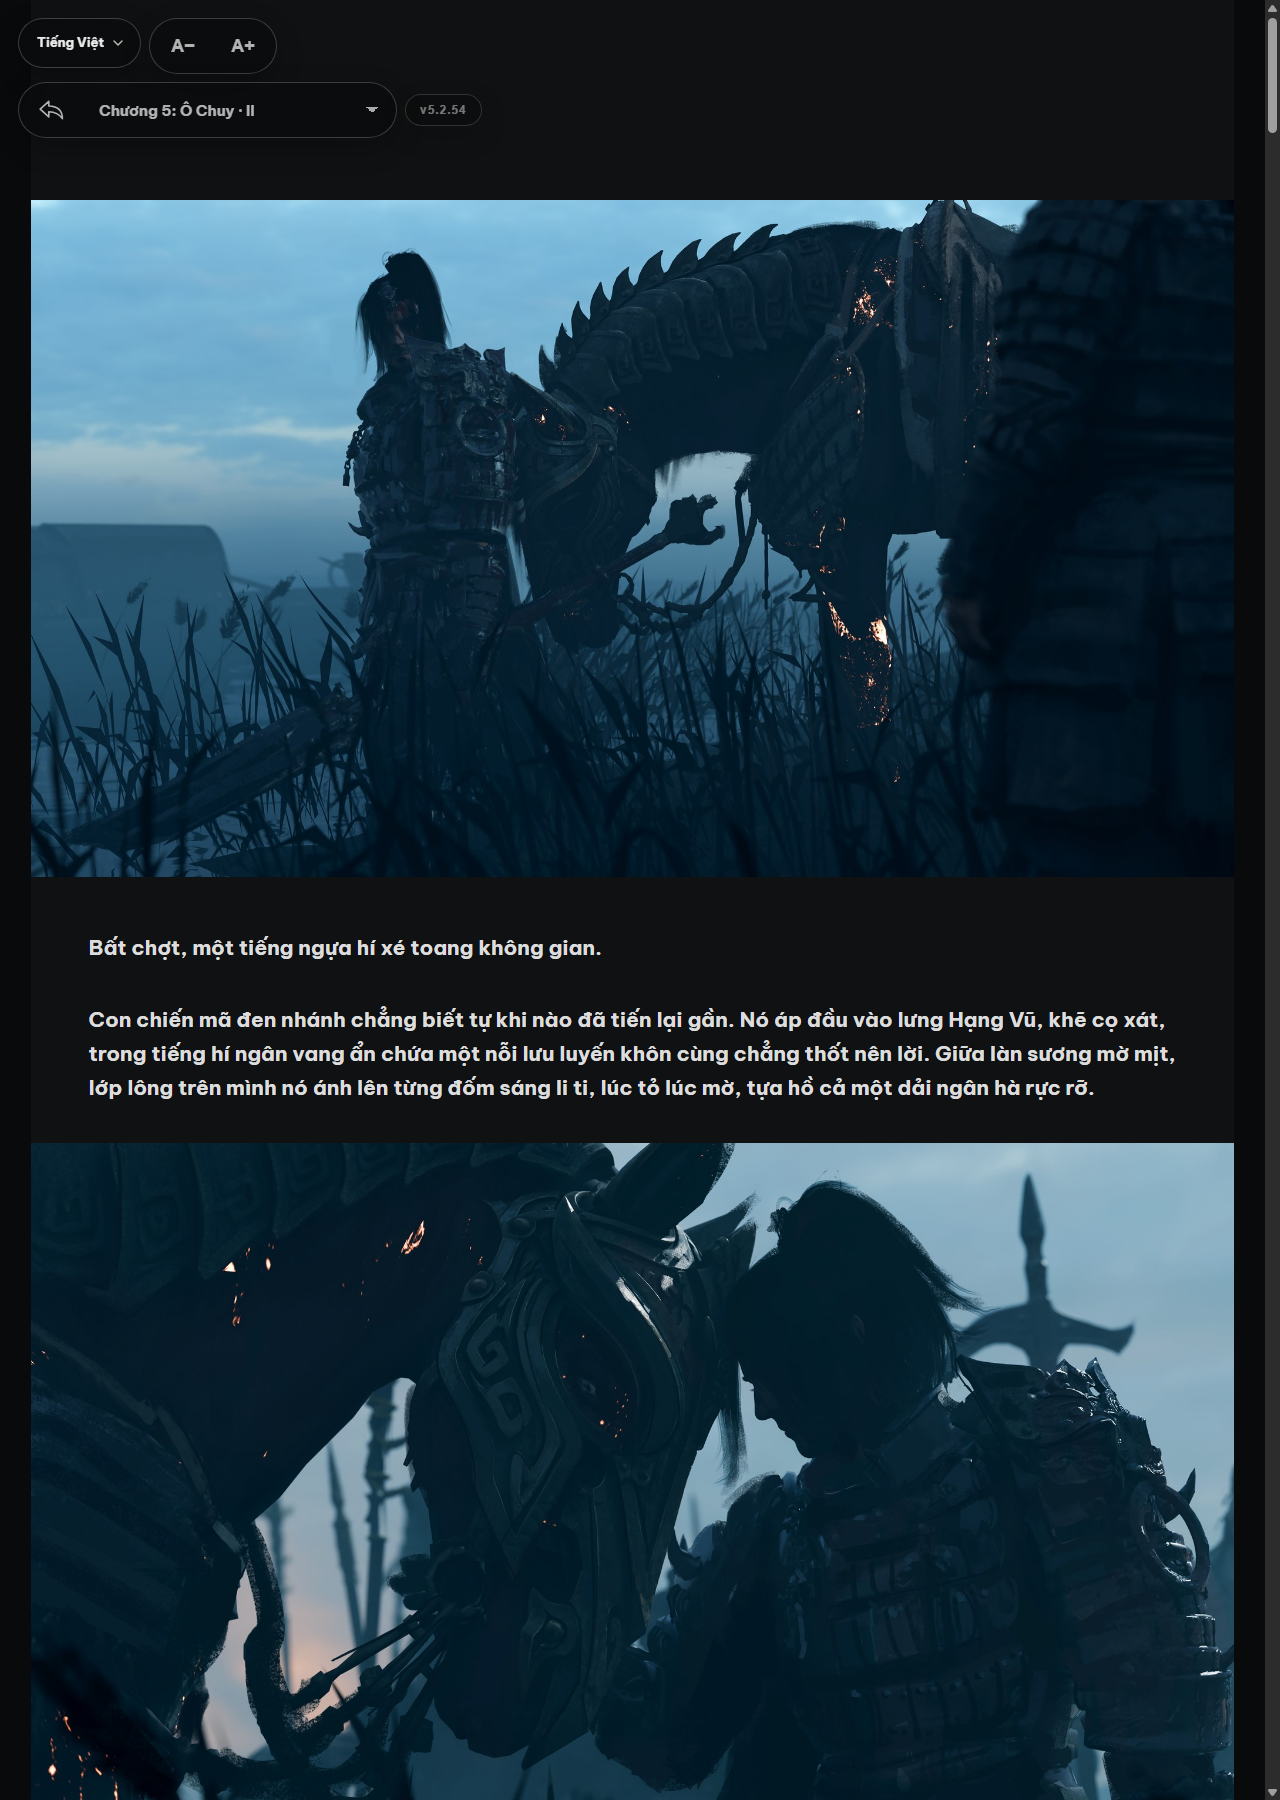 Tiếng Việt
A− A+
Chương 5: Ô Chuy · II
v5.2.54
Bất chợt, một tiếng ngựa hí xé toang không gian.
Con chiến mã đen nhánh chẳng biết tự khi nào đã tiến lại gần. Nó áp đầu vào lưng Hạng Vũ, khẽ cọ xát,
trong tiếng hí ngân vang ẩn chứa một nỗi lưu luyến khôn cùng chẳng thốt nên lời. Giữa làn sương mờ mịt,
lớp lông trên mình nó ánh lên từng đốm sáng li ti, lúc tỏ lúc mờ, tựa hồ cả một dải ngân hà rực rỡ.